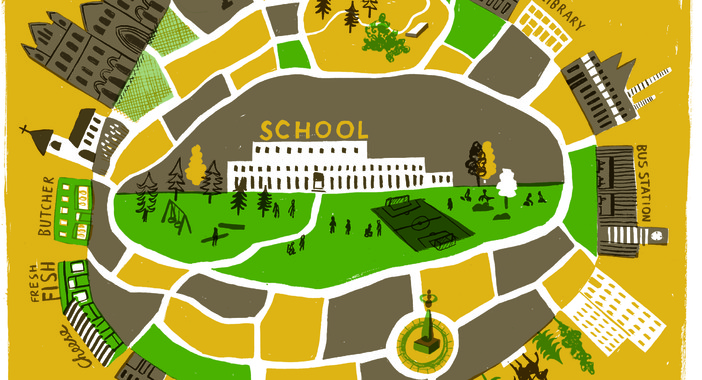 LIBRARY
SCHOOL
BUS STATION
BUTCHER
FRESH
FISH
Cheese